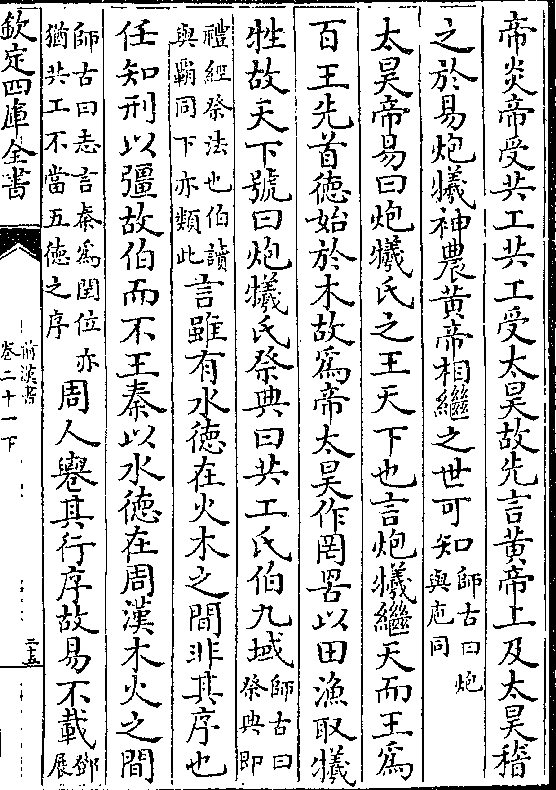 帝炎帝受共工共工受太昊故先言黄帝上及太昊稽
之於易炮犧神農黄帝相繼之世可知師古曰炮與庖同
太昊帝易曰炮犧氏之王天下也言炮犧繼天而王爲
百王先首德始於木故爲帝太昊作罔罟以田漁取犧
牲故天下號曰炮犧氏祭典曰共工氏伯九域師古曰祭典即
禮經祭法也伯讀與霸同下亦類此言雖有水德在火木之間非其序也
任知刑以彊故伯而不王秦以水德在周漢木火之間
師古曰志言秦爲閏位亦猶共工不當五德之序周人𠨧其行序故易不載鄧展
欽定四庫全書
前漢書
卷二十一下
二十五